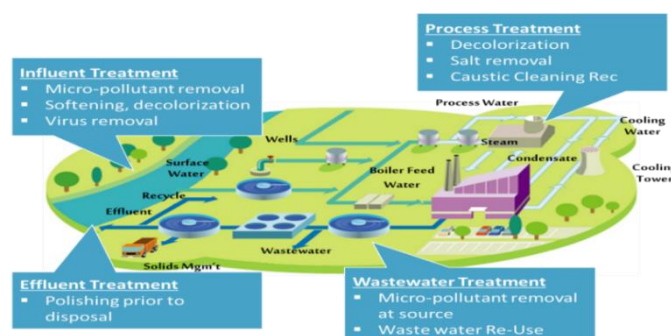 Process Treatment
▪ Decolorization
▪ Salt removal
▪ Caustic Cleaning Rec
Influent Treatment
▪ Micro-pollutant removal
▪ Softening, decolorization
▪ Virus removal
Process Water
Cooling
Water
Wells
Steam
Surface
Water
Condensate
Boiler Feed
Water
Cooling
Tower
Recycle
Effluent
Wastewater
Solids Mgm't
Effluent Treatment
▪ Polishing prior to
disposal
Wastewater Treatment
▪ Micro-pollutant removal
at source
▪ Waste water Re-Use